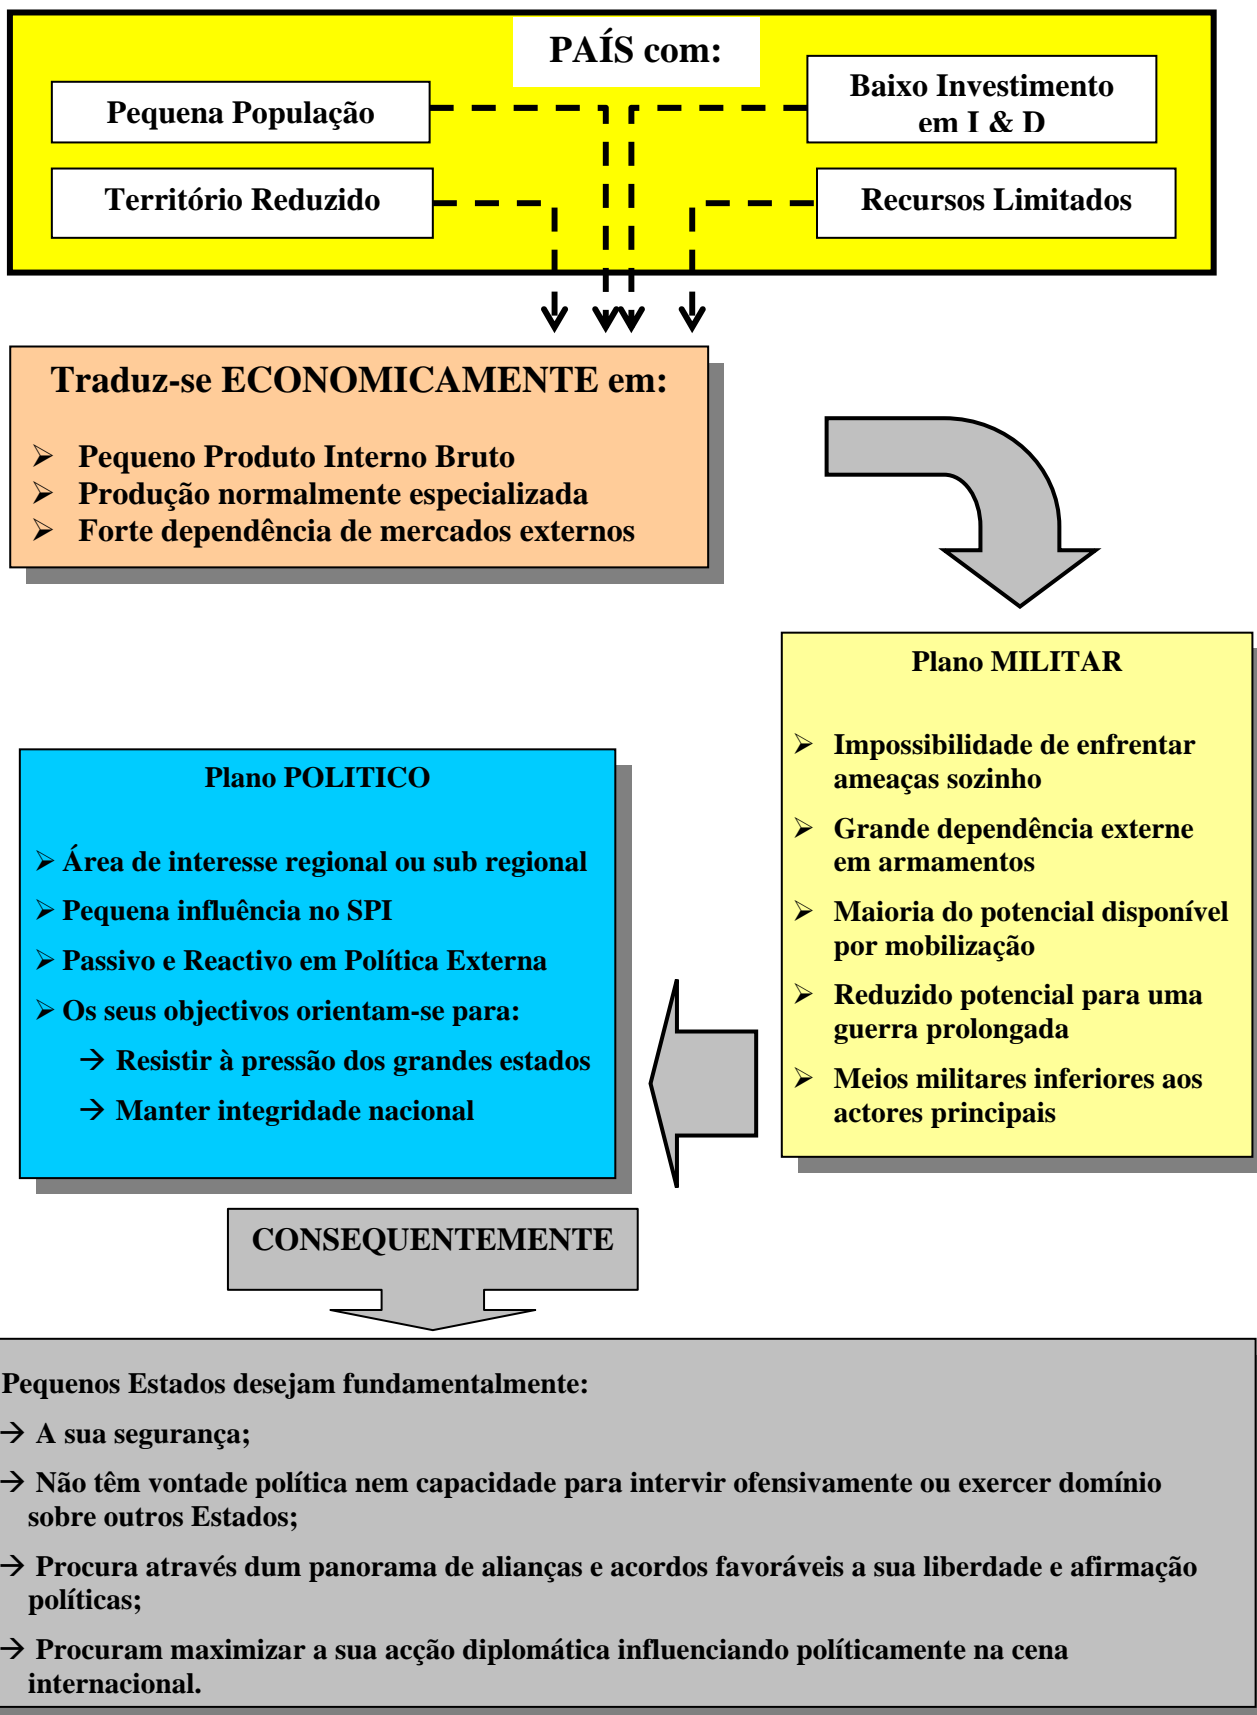 PAÍS com:
Pequena População
Baixo Investimento
em I & D
Território Reduzido
Recursos Limitados
Traduz-se ECONOMICAMENTE em:
➢ Pequeno Produto Interno Bruto
➢ Produção normalmente especializada
➢ Forte dependência de mercados externos
Plano MILITAR
➢ Impossibilidade de enfrentar
ameaças sozinho
➢ Grande dependência externe
em armamentos
➢ Maioria do potencial disponível
por mobilização
➢ Reduzido potencial para uma
guerra prolongada
➢ Meios militares inferiores aos
actores principais
Plano POLITICO
➢ Área de interesse regional ou sub regional
➢ Pequena influência no SPI
➢ Passivo e Reactivo em Política Externa
➢ Os seus objectivos orientam-se para:
→ Resistir à pressão dos grandes estados
→ Manter integridade nacional
CONSEQUENTEMENTE
Pequenos Estados desejam fundamentalmente:
→ A sua segurança;
→ Não têm vontade política nem capacidade para intervir ofensivamente ou exercer domínio
sobre outros Estados;
→ Procura através dum panorama de alianças e acordos favoráveis a sua liberdade e afirmação
políticas;
→ Procuram maximizar a sua acção diplomática influenciando políticamente na cena
internacional.